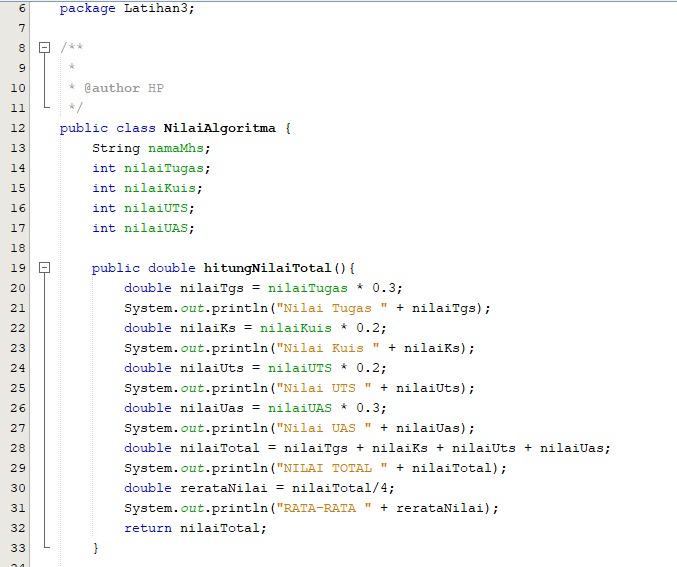 6 package Latihan3;
7
8 /**
9 *
10 * @author HP
11 */
12 public class NilaiAlgoritma {
13 String namaMhs;
14 int nilaiTugas;
15 int nilaiKuis;
16 int nilaiUTS;
17 int nilaiUAS;
18
19 public double hitungNilaiTotal(){
20 double nilaiTgs = nilaiTugas * 0.3;
21 System.out.println("Nilai Tugas " + nilaiTgs);
22 double nilaiKs = nilaiKuis * 0.2;
23 System.out.println("Nilai Kuis " + nilaiKs);
24 double nilaiUts = nilaiUTS * 0.2;
25 System.out.println("Nilai UTS " + nilaiUts);
26 double nilaiUas = nilaiUAS * 0.3;
27 System.out.println("Nilai UAS " + nilaiUas);
28 double nilaiTotal = nilaiTgs + nilaiKs + nilaiUts + nilaiUas;
29 System.out.println("NILAI TOTAL " + nilaiTotal);
30 double rerataNilai = nilaiTotal/4;
31 System.out.println("RATA-RATA " + rerataNilai);
32 return nilaiTotal;
33 }